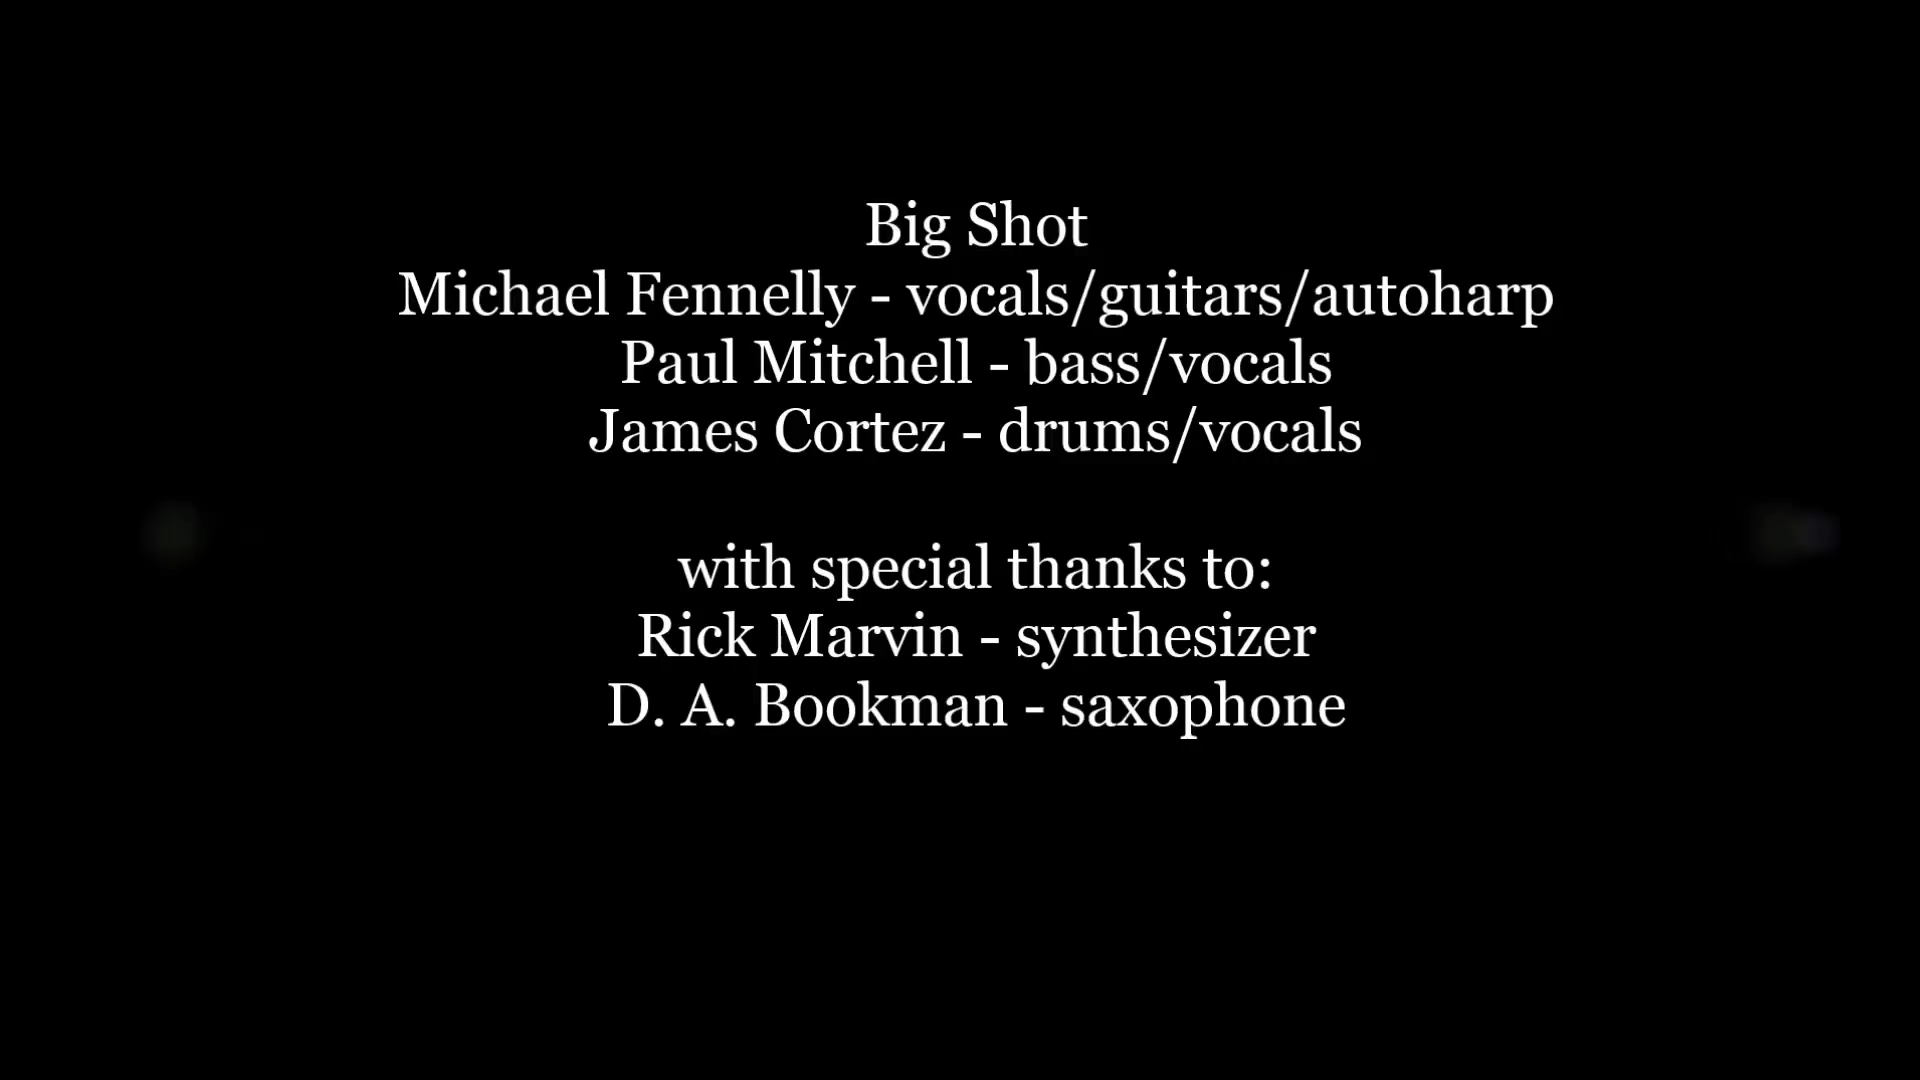 Big Shot
Michael Fennelly - vocals/guitars/autoharp
Paul Mitchell - bass/vocals
James Cortez - drums/vocals
with special thanks to:
Rick Marvin - synthesizer
D. A. Bookman - saxophone